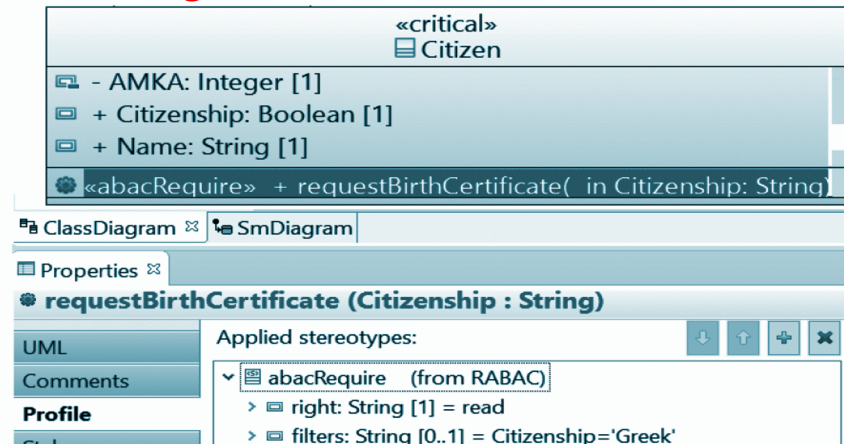 «critical»
Citizen
- AMKA: Integer [1]
+ Citizenship: Boolean [1]
+ Name: String [1]
«abacRequire» + requestBirthCertificate( in Citizenship: String)
ClassDiagram SmDiagram
Properties
requestBirthCertificate (Citizenship : String)
UML
Applied stereotypes:
Comments
abacRequire (from RABAC)
Profile
right: String [1] = read
filters: String [0..1] = Citizenship='Greek'